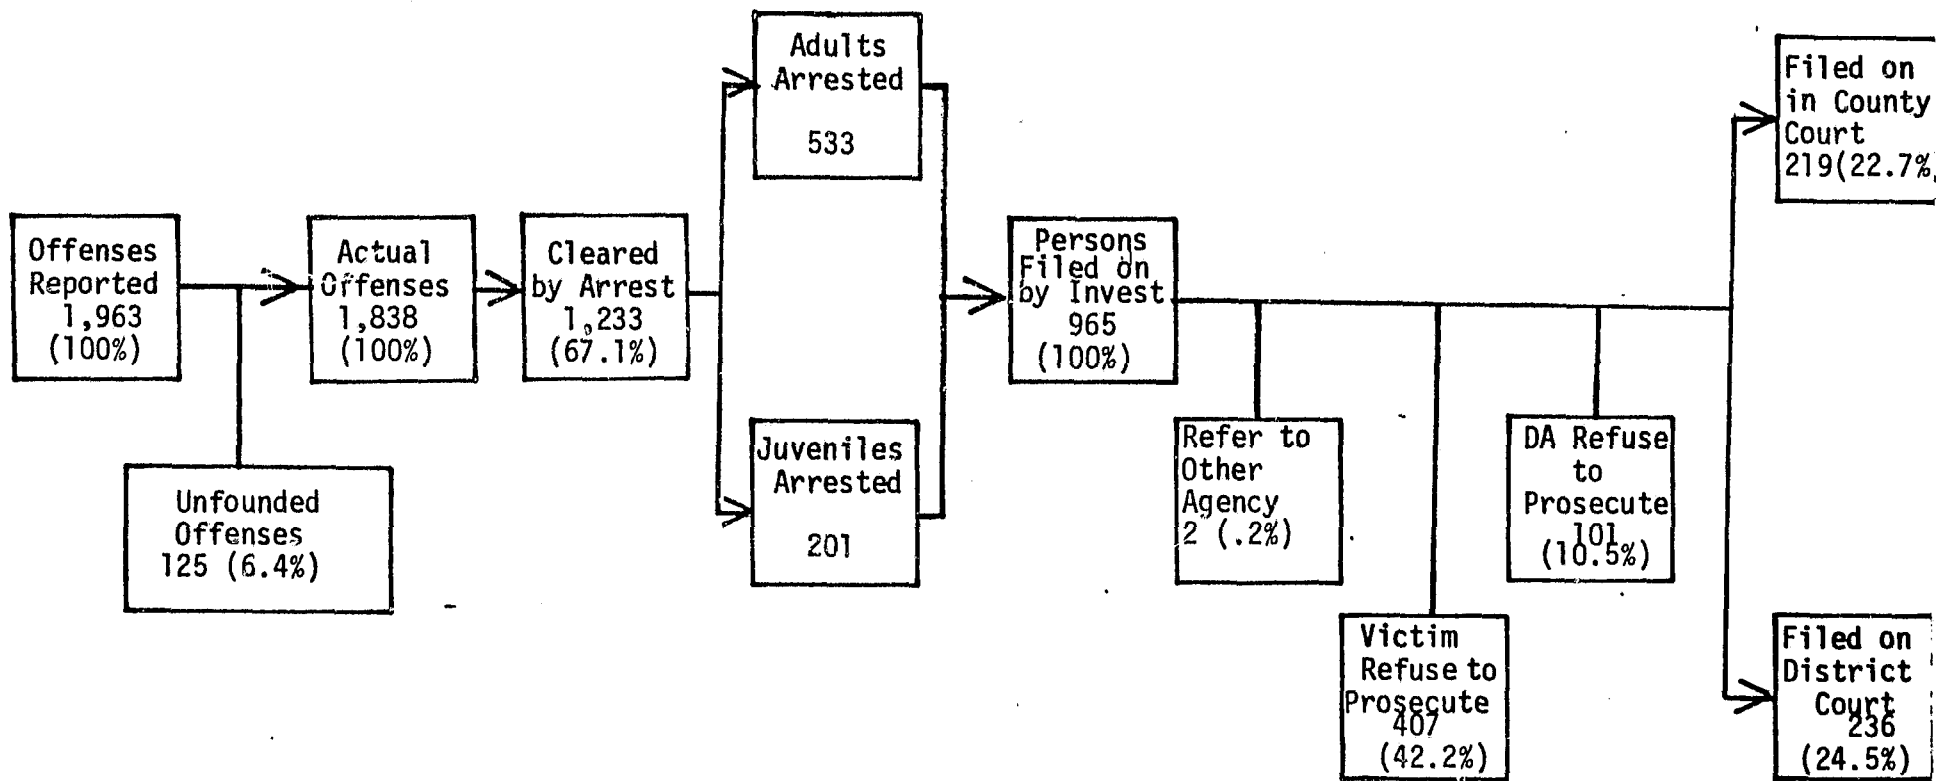 Offenses
Reported
1,963
(100%)
Unfounded
Offenses
125 (6.4%)
Actual
Offenses
1,838
(100%)
Cleared
by Arrest
1,233
(67.1%)
Adults
Arrested
533
Juveniles
Arrested
201
Persons
Filed on
by Invest
965
(100%)
Refer to
Other
Agency
2 (.2%)
Victim
Refuse to
Prosecute
407
(42.2%)
DA Refuse
to
Prosecute
101
(10.5%)
Filed on
in County
Court
219(22.7%)
Filed on
District
Court
236
(24.5%)